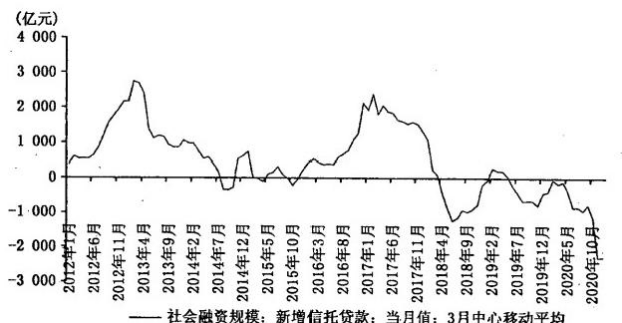 (亿元)
4 000
3 000
2 000
1 000
0
-1 000
-2 000
-3 000
2012年1月
2012年6月
2012年11月
2013年4月
2013年9月
2014年2月
2014年7月
2014年12月
2015年5月
2015年10月
2016年3月
2016年8月
2017年1月
2017年6月
2017年11月
2018年4月
2018年9月
2019年2月
2019年7月
2019年12月
2020年5月
2020年10月
社会融资规模：新增信托贷款：当月值：3月中心移动平均